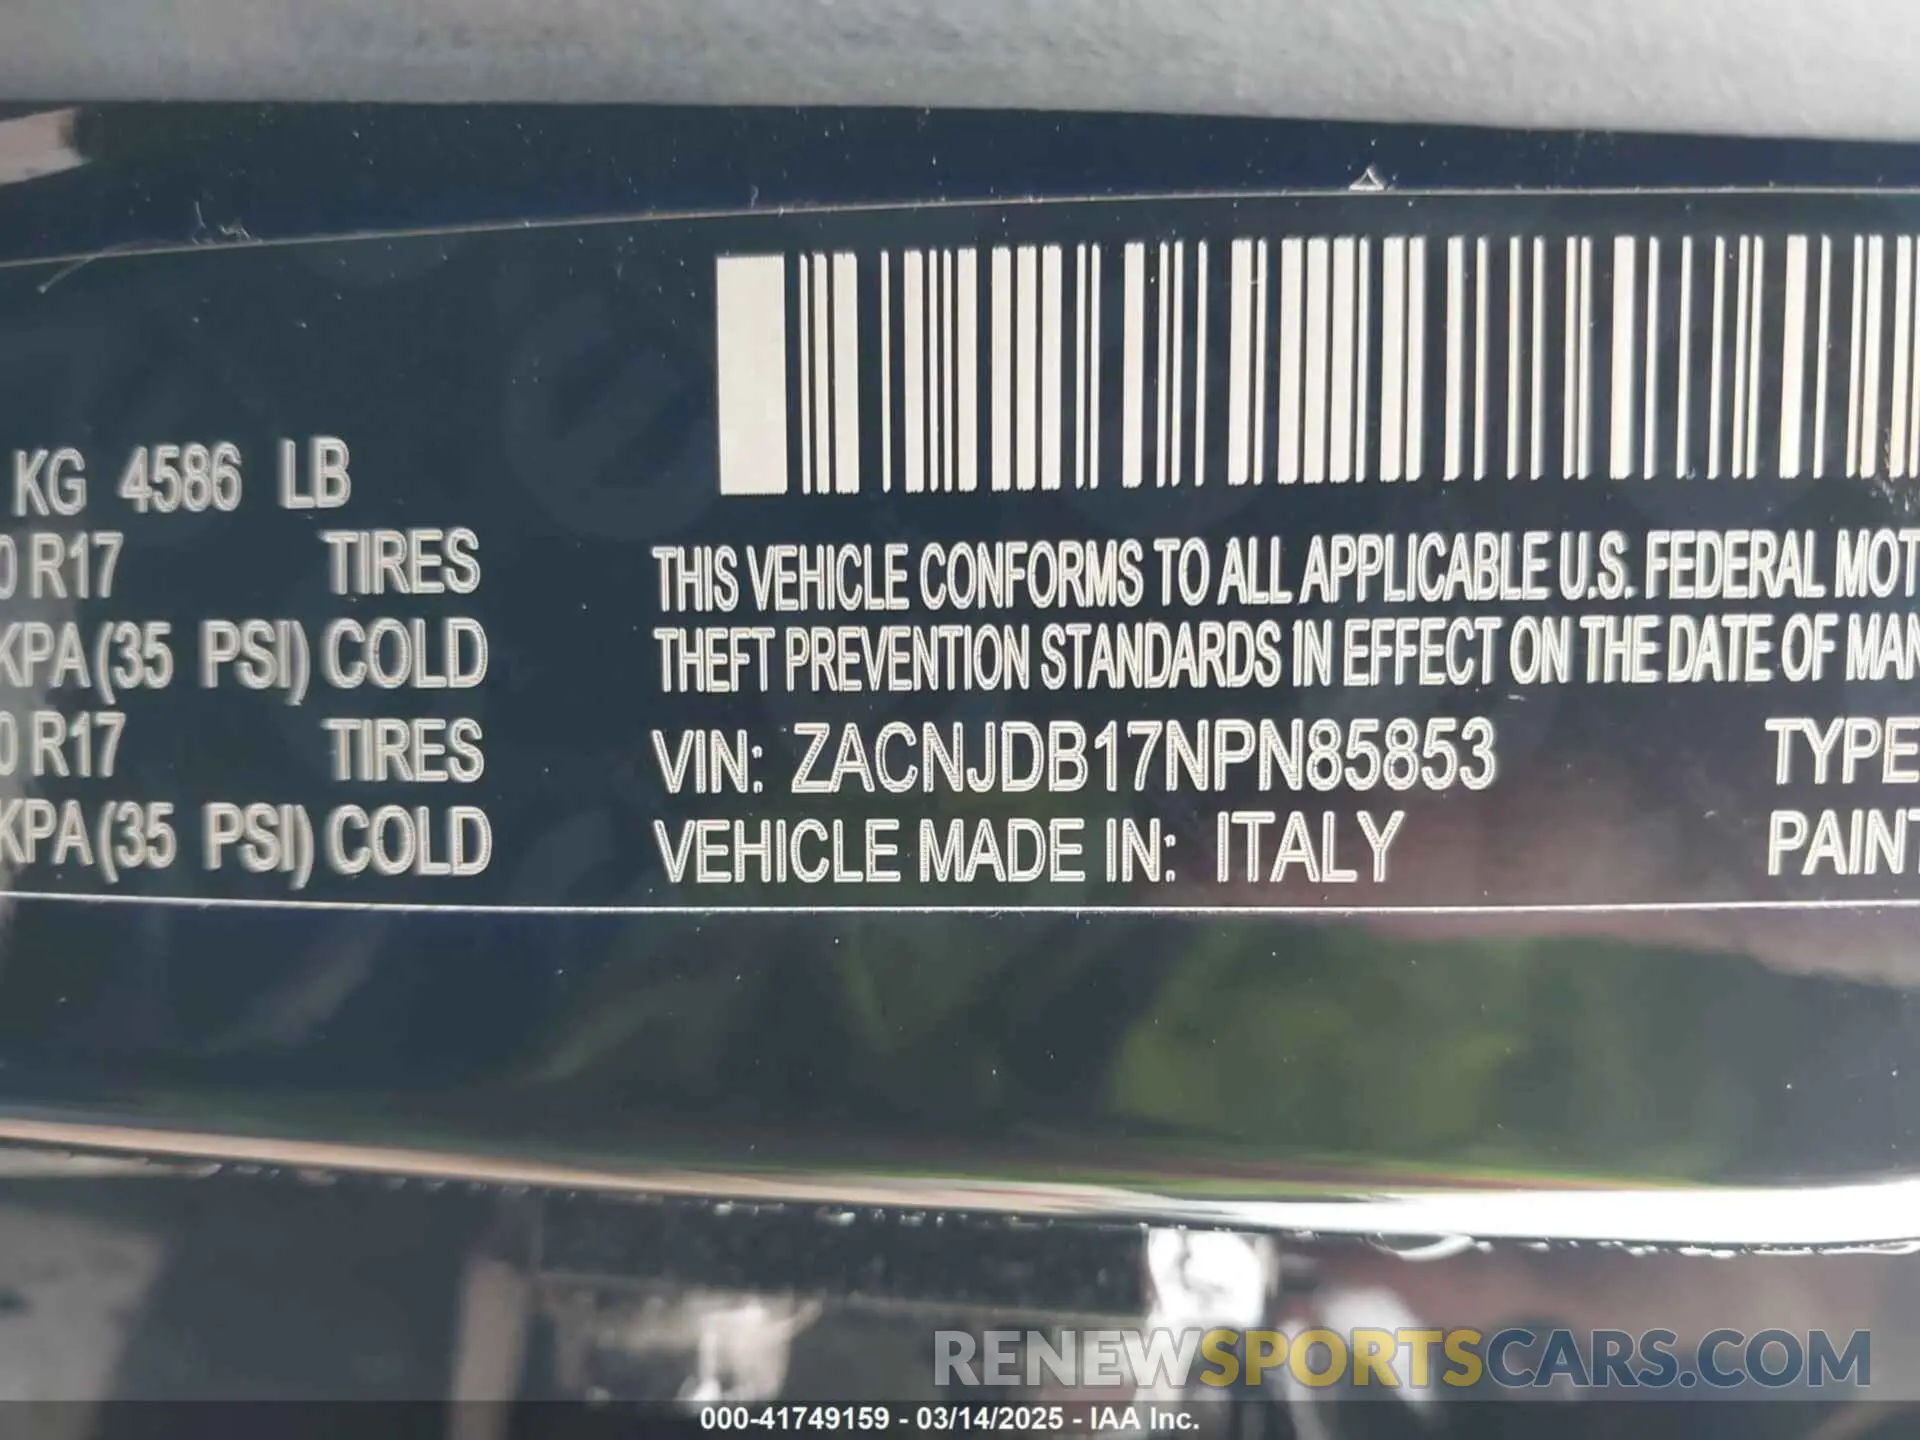 KG 4586 LB
0 R17 TIRES
KPA (35 PSI) COLD
0 R17 TIRES
KPA (35 PSI) COLD
THIS VEHICLE CONFORMS TO ALL APPLICABLE U.S. FEDERAL MOT
THEFT PREVENTION STANDARDS IN EFFECT ON THE DATE OF MAN
VIN: ZACNJDB17NPN85853 TYPE
VEHICLE MADE IN: ITALY PAINT
RENEWSPORTSCARS.COM
000-41749159 - 03/14/2025 - IAA Inc.